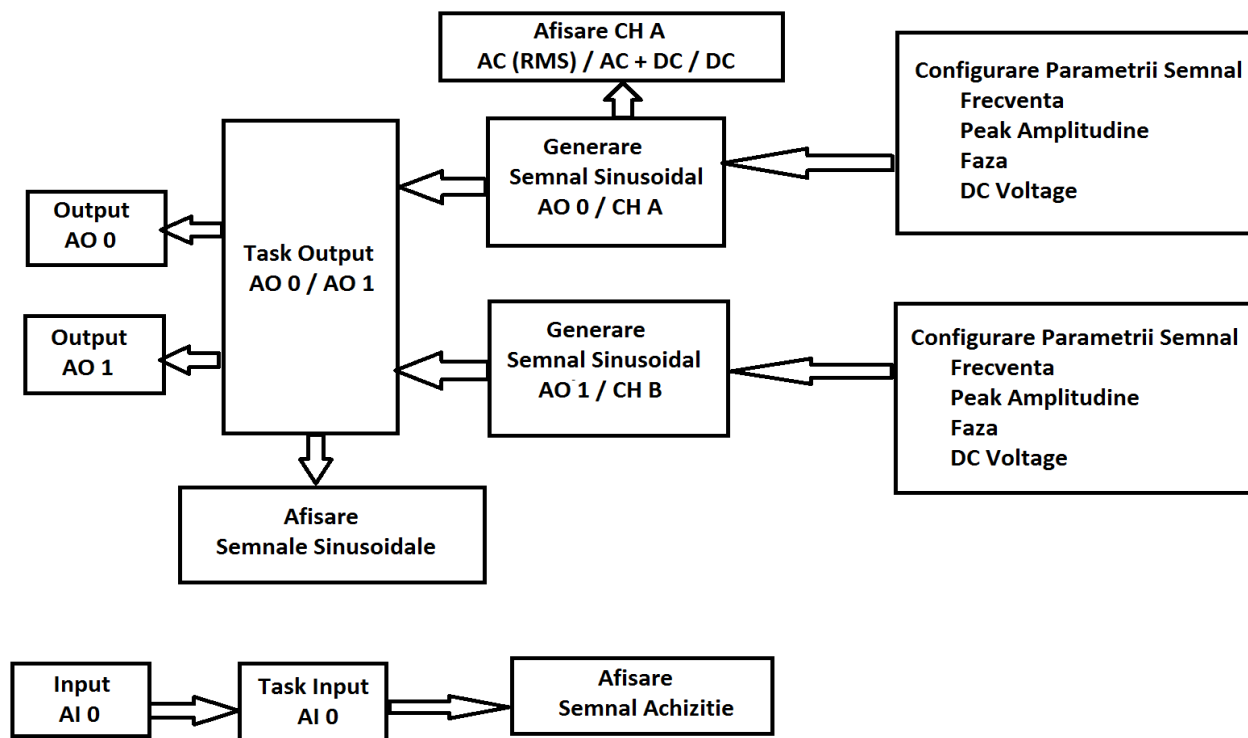 Afisare CH A
AC (RMS) / AC + DC / DC
Configurare Parametrii Semnal
Frecventa
Peak Amplitudine
Faza
DC Voltage
Generare
Semnal Sinusoidal
AO 0 / CH A
Output
AO 0
Task Output
AO 0 / AO 1
Output
AO 1
Generare
Semnal Sinusoidal
AO 1 / CH B
Configurare Parametrii Semnal
Frecventa
Peak Amplitudine
Faza
DC Voltage
Afisare
Semnale Sinusoidale
Input
AI 0
Task Input
AI 0
Afisare
Semnal Achizitie